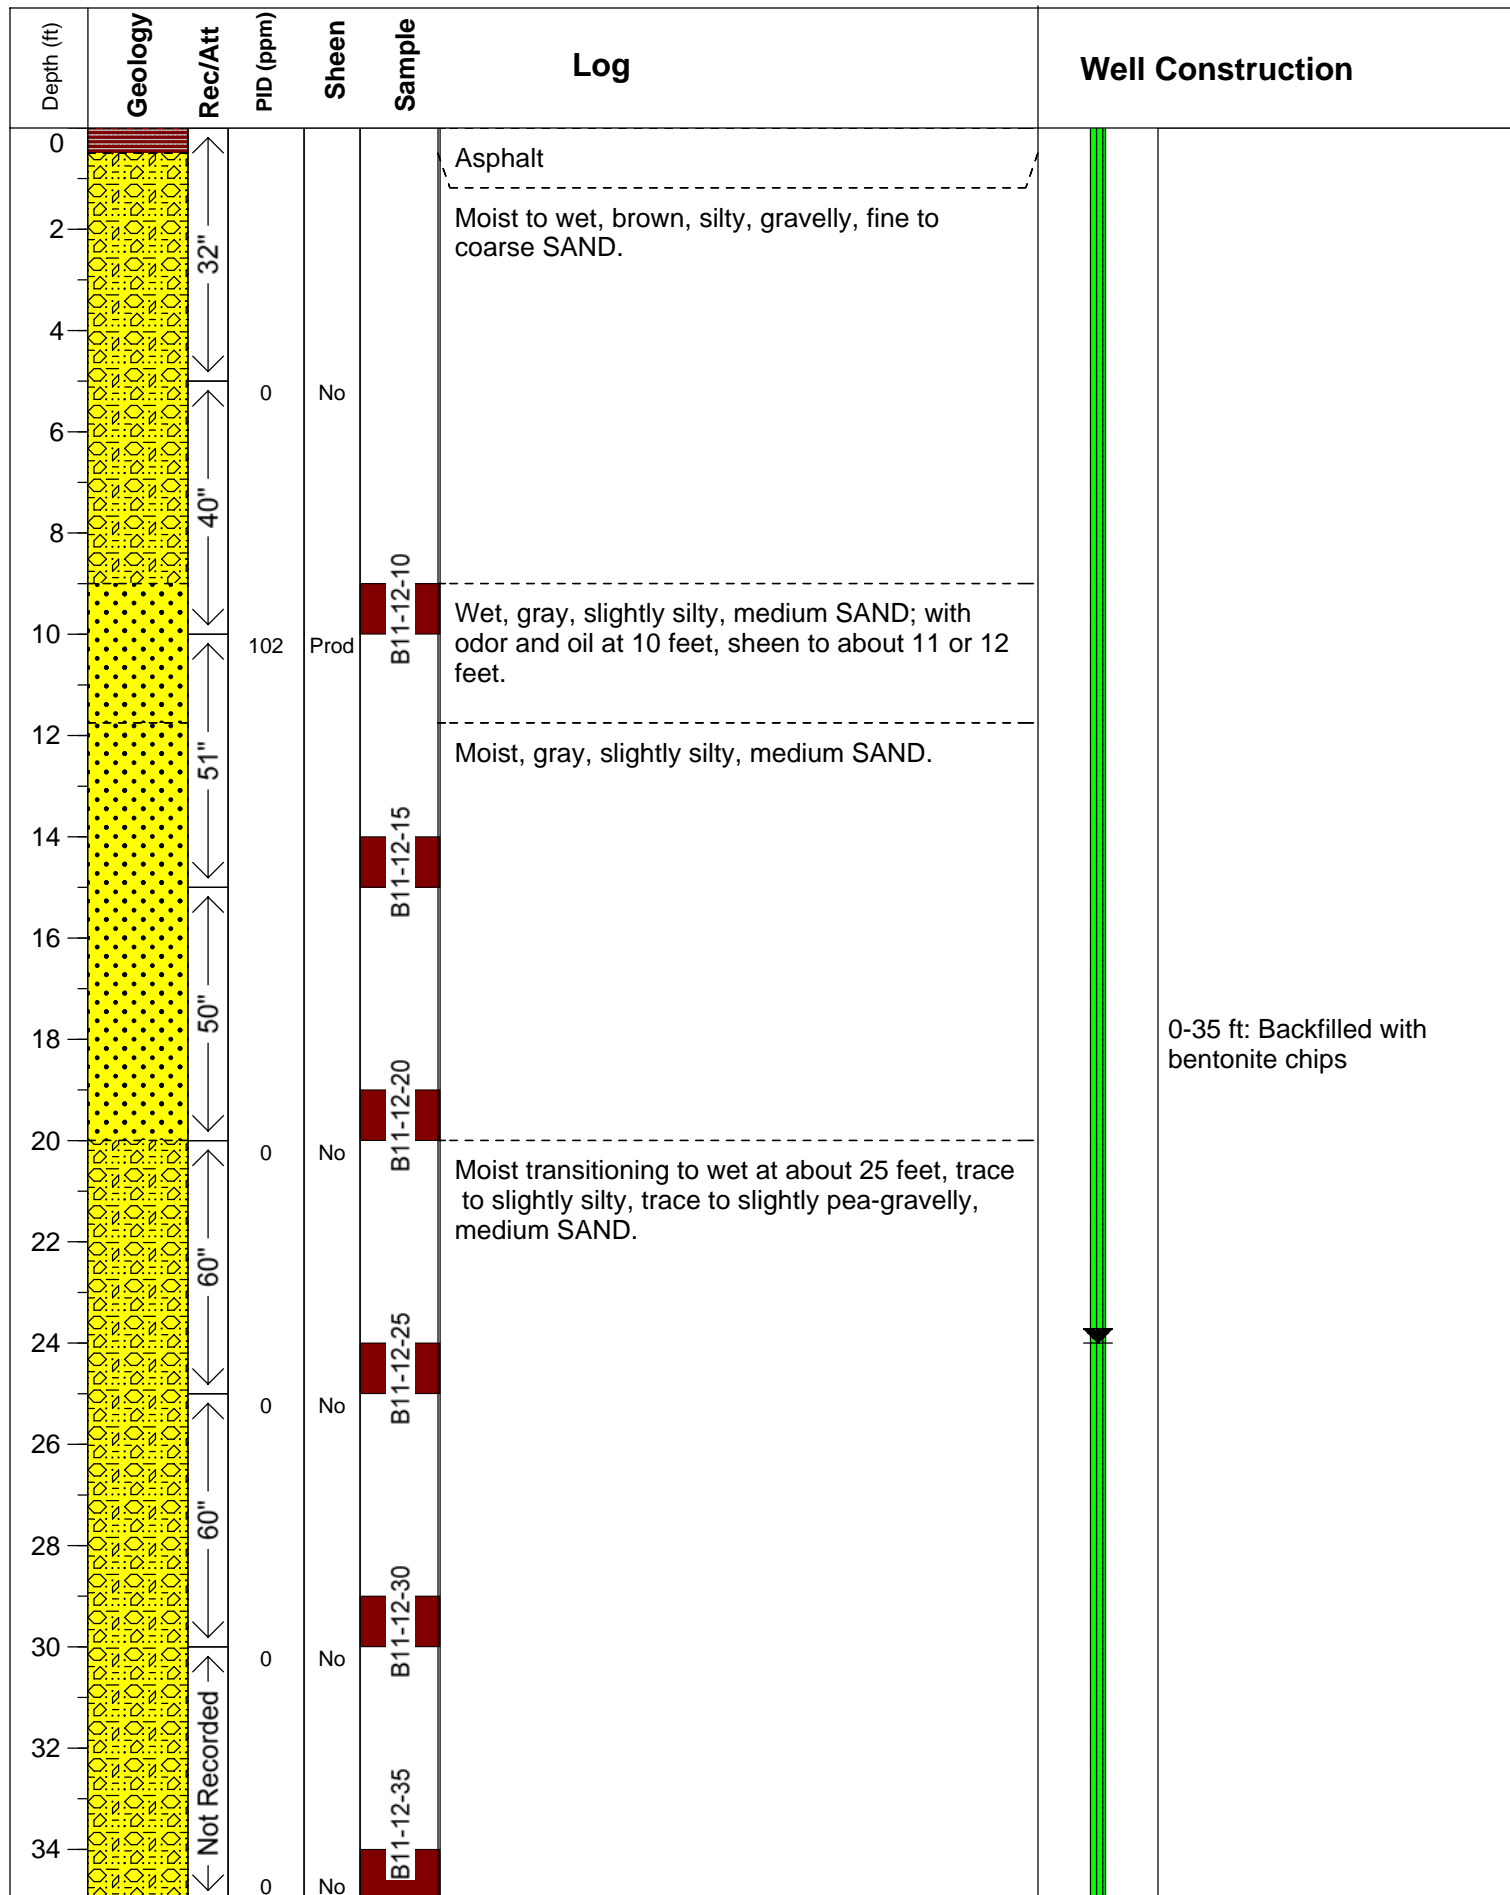 Depth (ft)
Geology
Rec/Att
PID (ppm)
Sheen
Sample
Log
Well Construction
0
Asphalt
Moist to wet, brown, silty, gravelly, fine to
coarse SAND.
2
32"
4
0
No
6
40"
8
B11-12-10
Wet, gray, slightly silty, medium SAND; with
odor and oil at 10 feet, sheen to about 11 or 12
feet.
10
102
Prod
12
51"
Moist, gray, slightly silty, medium SAND.
14
B11-12-15
16
50"
18
0-35 ft: Backfilled with
bentonite chips
B11-12-20
20
0
No
Moist transitioning to wet at about 25 feet, trace
to slightly silty, trace to slightly pea-gravelly,
medium SAND.
22
60"
24
B11-12-25
0
No
26
60"
28
B11-12-30
30
0
No
Not Recorded
32
B11-12-35
34
0
No